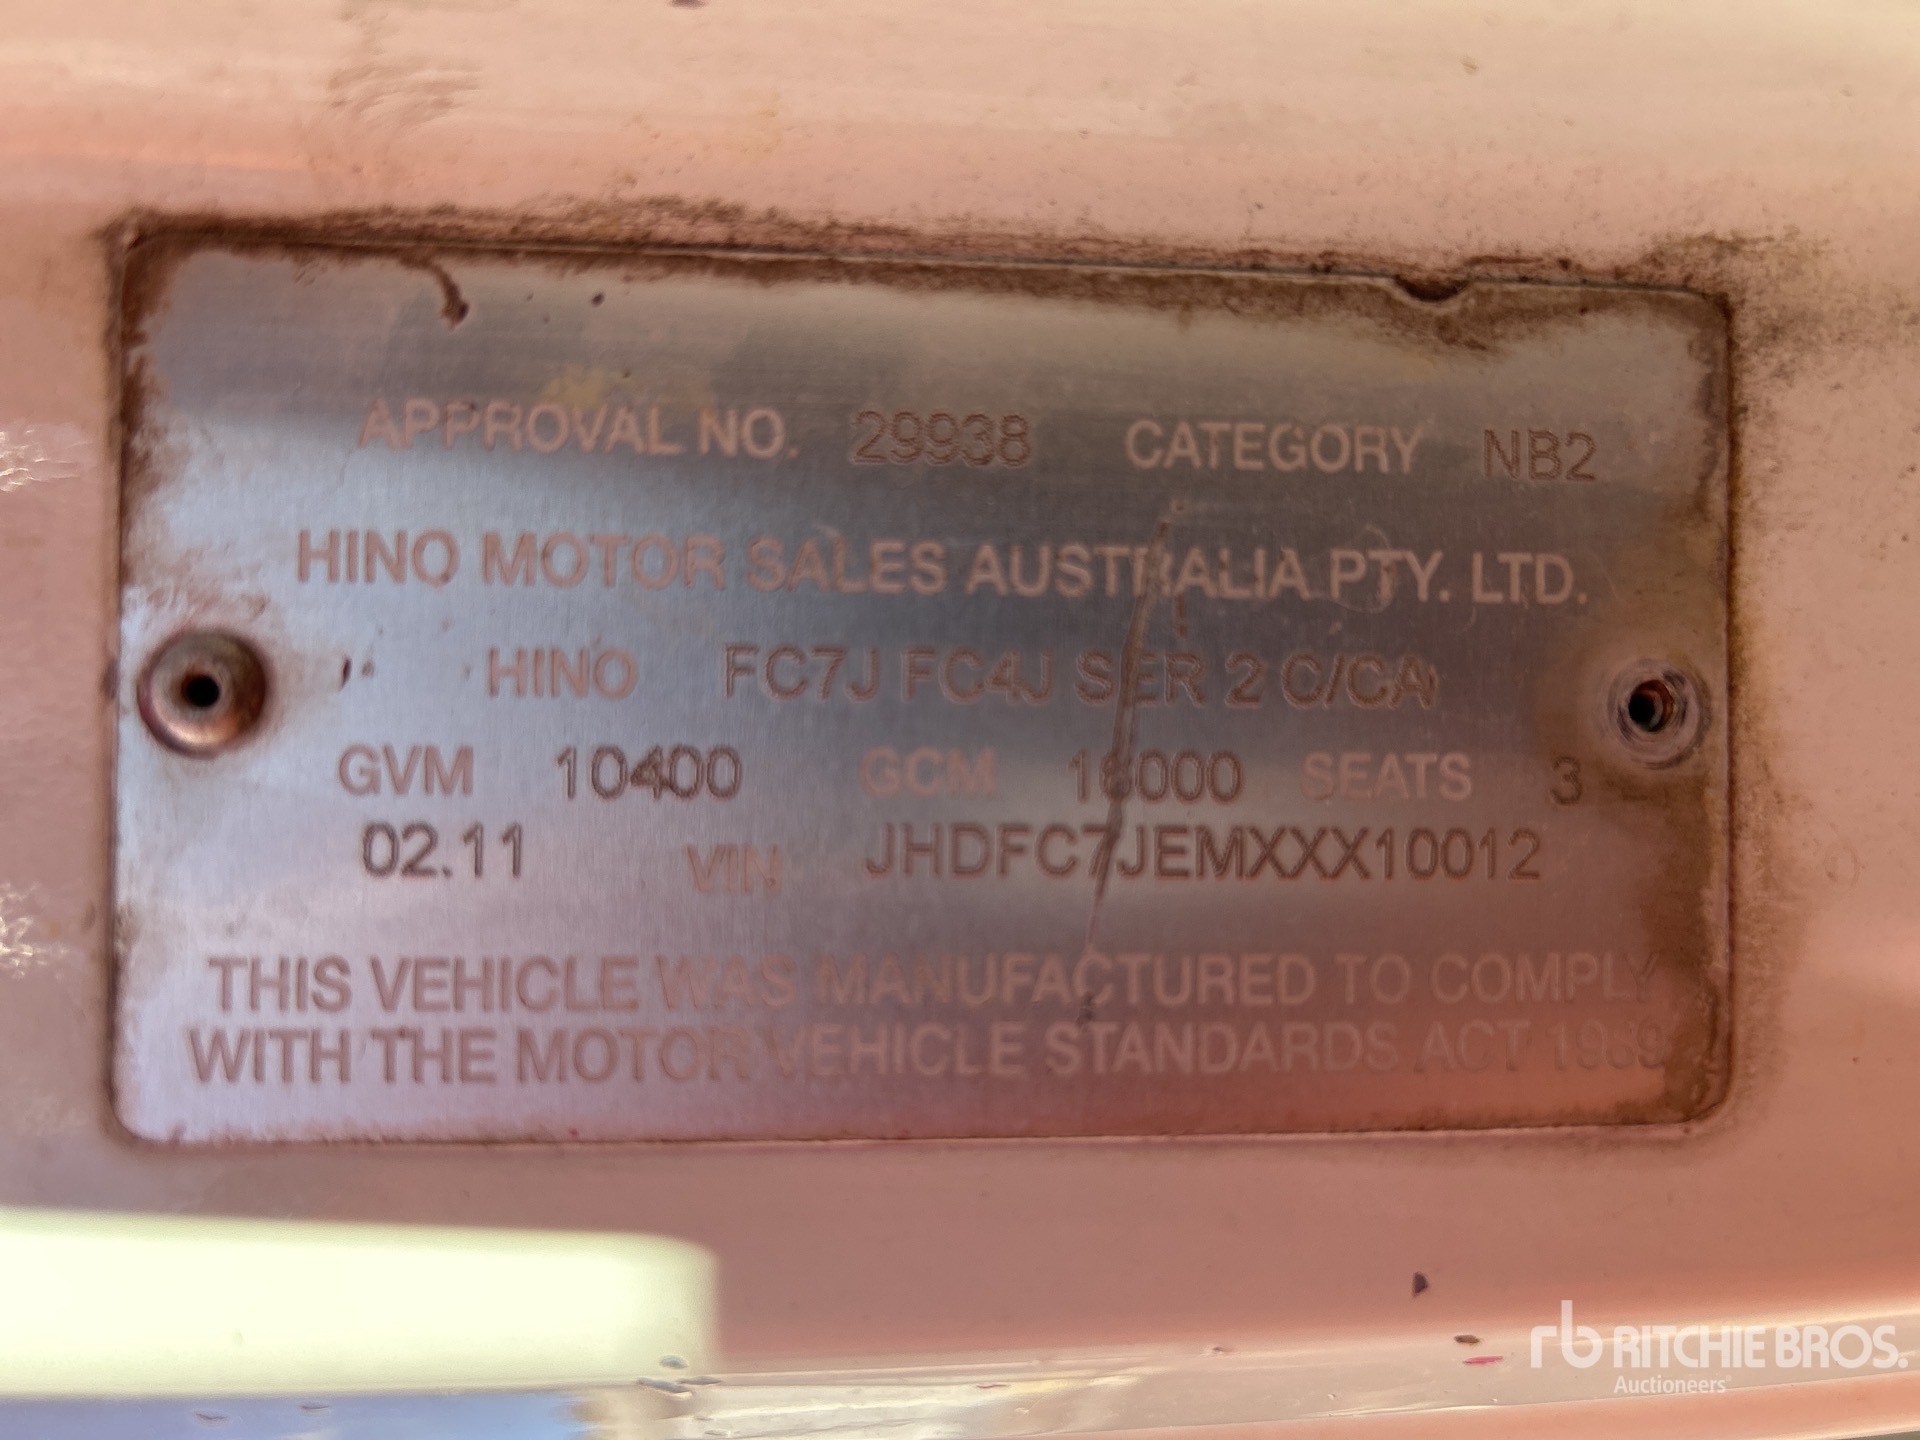 APPROVAL NO. 29938 CATEGORY NB2
HINO MOTOR SALES AUSTRALIA PTY. LTD.
HINO FC7J FC4J SER 2 C/CA
GVM 10400 GCM 16000 SEATS 3
02.11 VIN JHDFC7JEMXXX10012
THIS VEHICLE WAS MANUFACTURED TO COMPLY
WITH THE MOTOR VEHICLE STANDARDS ACT 1989
rb RITCHIE BROS.
Auctioneers